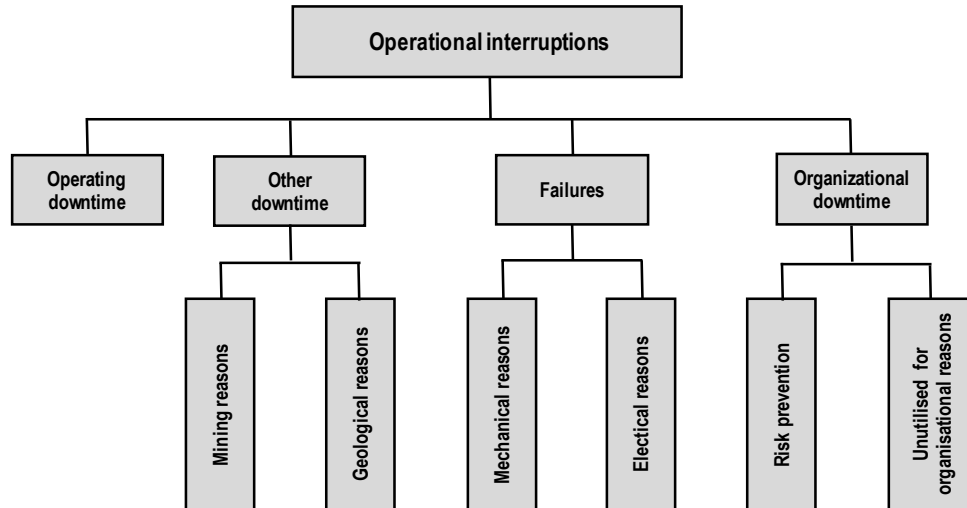 Operational interruptions
Operating
downtime
Other
downtime
Failures
Organizational
downtime
Mining reasons
Geological reasons
Mechanical reasons
Electical reasons
Risk prevention
Unutilised for
organisational reasons